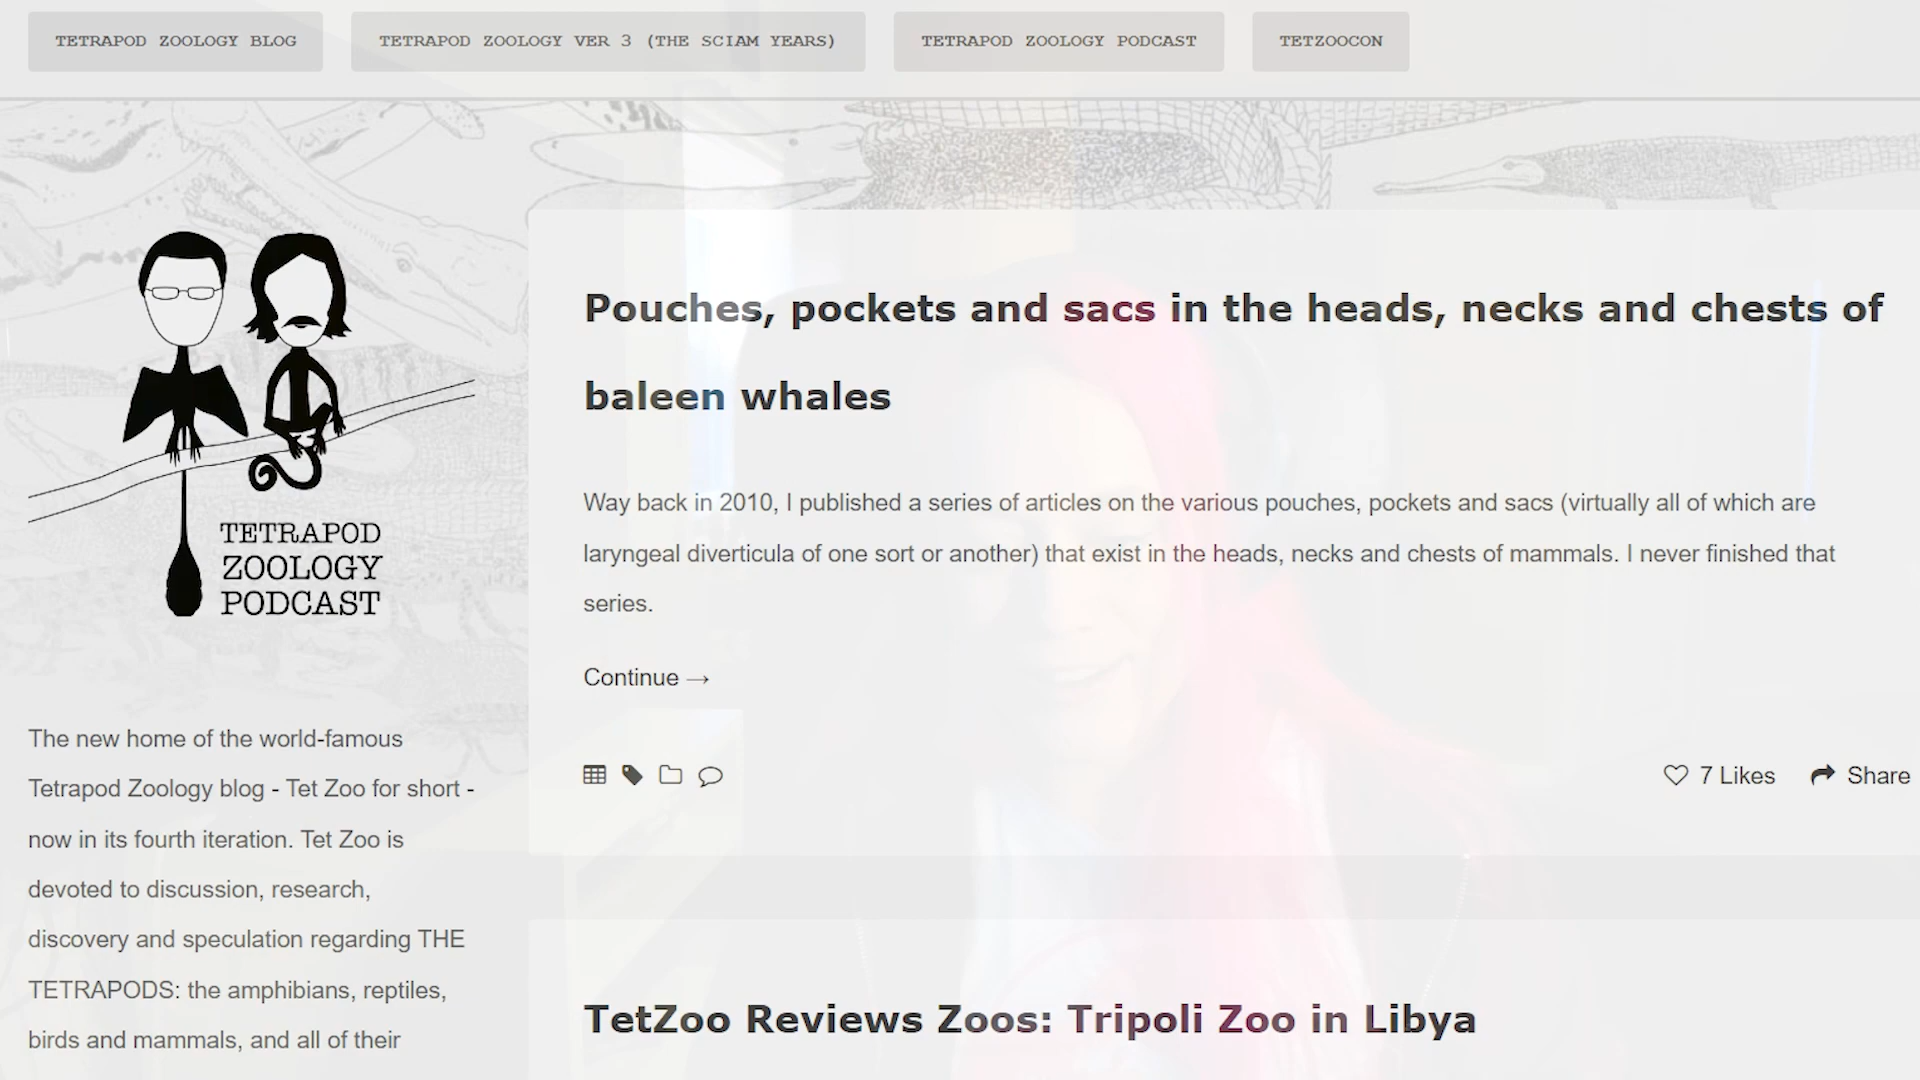 TETRAPOD ZOOLOGY BLOG
TETRAPOD ZOOLOGY VER 3 (THE SCIAM YEARS)
TETRAPOD ZOOLOGY PODCAST
TETZOOCON
TETRAPOD
ZOOLOGY
PODCAST
The new home of the world-famous
Tetrapod Zoology blog - Tet Zoo for short -
now in its fourth iteration. Tet Zoo is
devoted to discussion, research,
discovery and speculation regarding THE
TETRAPODS: the amphibians, reptiles,
birds and mammals, and all of their
Pouches, pockets and sacs in the heads, necks and chests of
baleen whales
Way back in 2010, I published a series of articles on the various pouches, pockets and sacs (virtually all of which are
laryngeal diverticula of one sort or another) that exist in the heads, necks and chests of mammals. I never finished that
series.
Continue →
7 Likes
Share
TetZoo Reviews Zoos: Tripoli Zoo in Libya